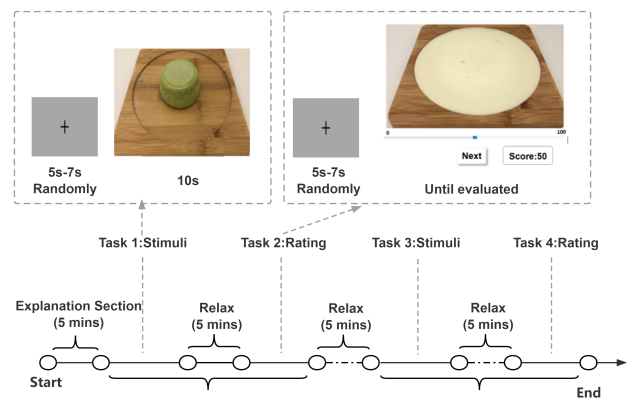 0
100
Next
Score:50
5s-7s
Randomly
10s
5s-7s
Randomly
Until evaluated
Task 1:Stimuli
Task 2:Rating
Task 3:Stimuli
Task 4:Rating
Explanation Section
(5 mins)
Relax
(5 mins)
Relax
(5 mins)
Relax
(5 mins)
Start
End